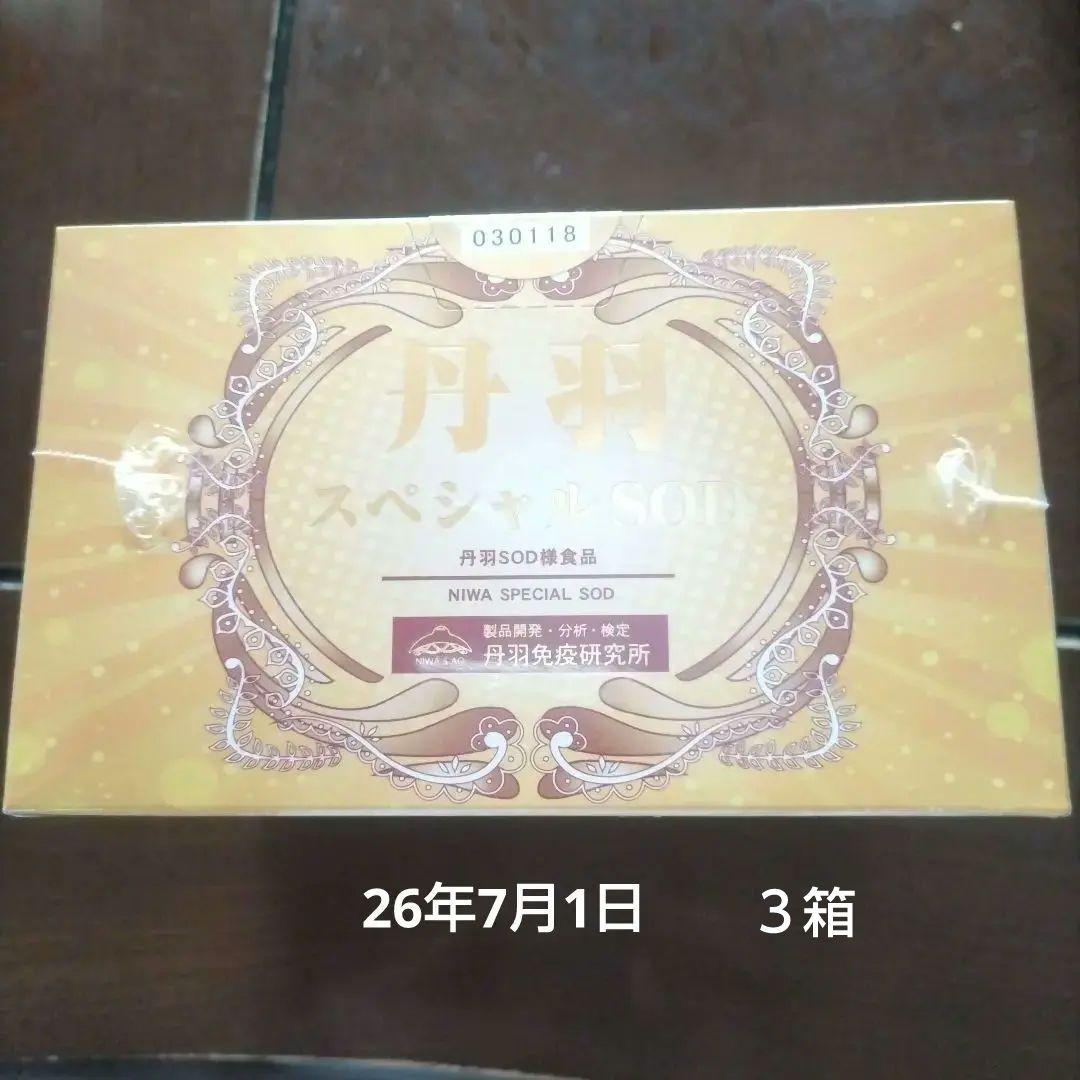 030118
丹羽
スペシャルSOD
丹羽SOD様食品
NIWA SPECIAL SOD
製品開発・分析・検定
NIWA'S AO
丹羽免疫研究所
26年7月1日 3箱